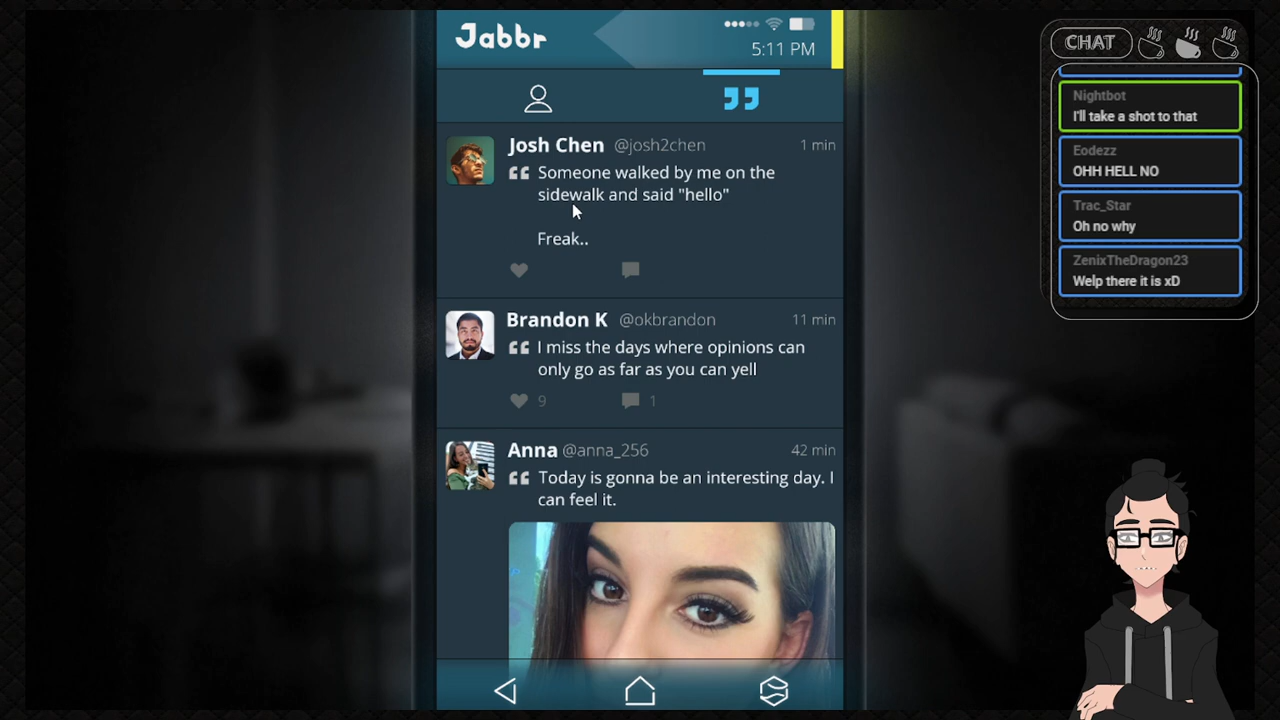 Jabbr
5:11 PM
Josh Chen @josh2chen 1 min
Someone walked by me on the
sidewalk and said "hello"
Freak..
Brandon K @okbrandon 11 min
I miss the days where opinions can
only go as far as you can yell
9 1
Anna @anna_256 42 min
Today is gonna be an interesting day. I
can feel it.
CHAT
Nightbot
I'll take a shot to that
Eodezz
OHH HELL NO
Trac_Star
Oh no why
ZenixTheDragon23
Welp there it is xD